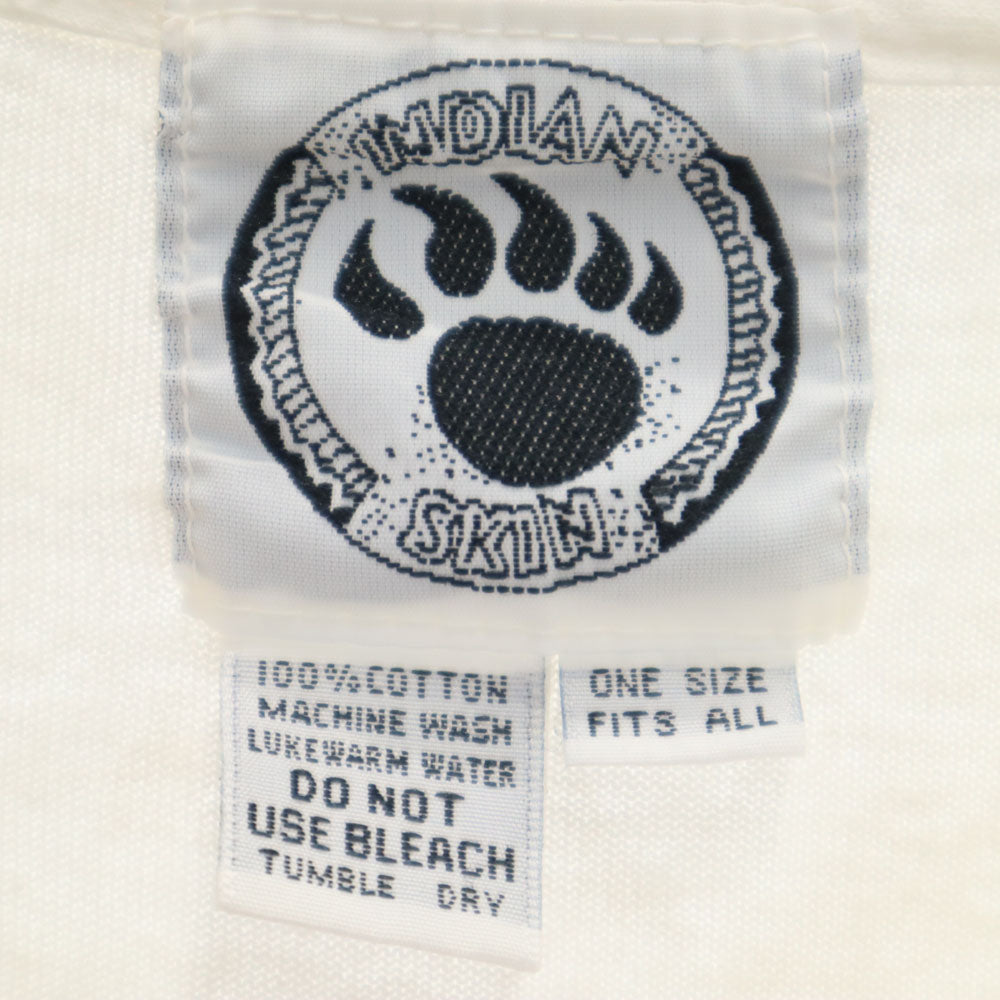 INDIAN
SKIN
100% COTTON
MACHINE WASH
LUKEWARM WATER
DO NOT
USE BLEACH
TUMBLE DRY
ONE SIZE
FITS ALL